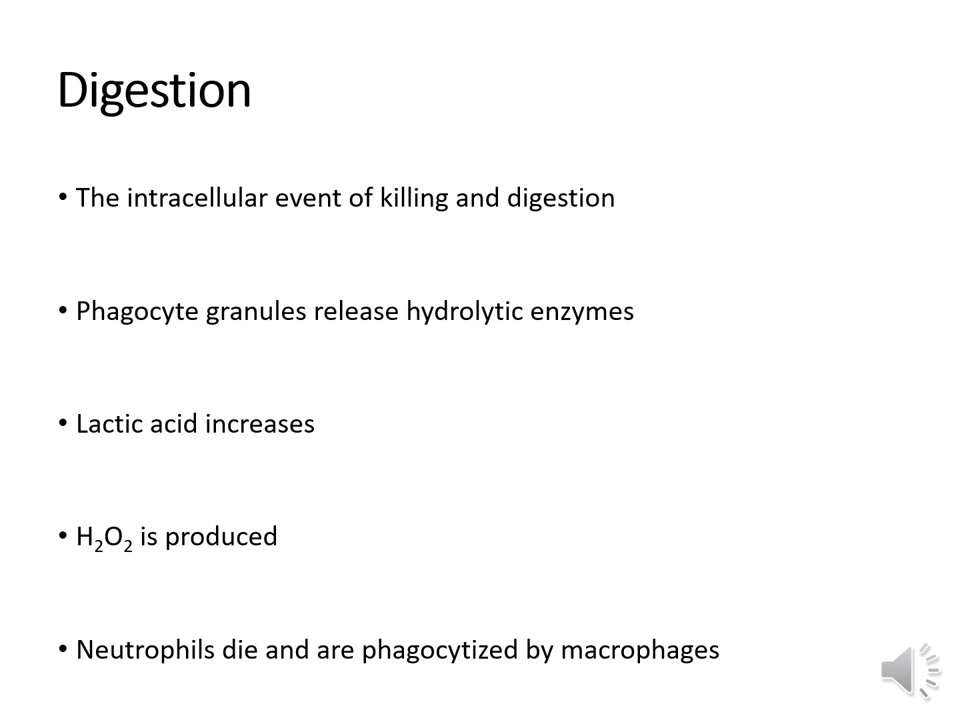 Digestion
• The intracellular event of killing and digestion
• Phagocyte granules release hydrolytic enzymes
• Lactic acid increases
• H₂O₂ is produced
• Neutrophils die and are phagocytized by macrophages